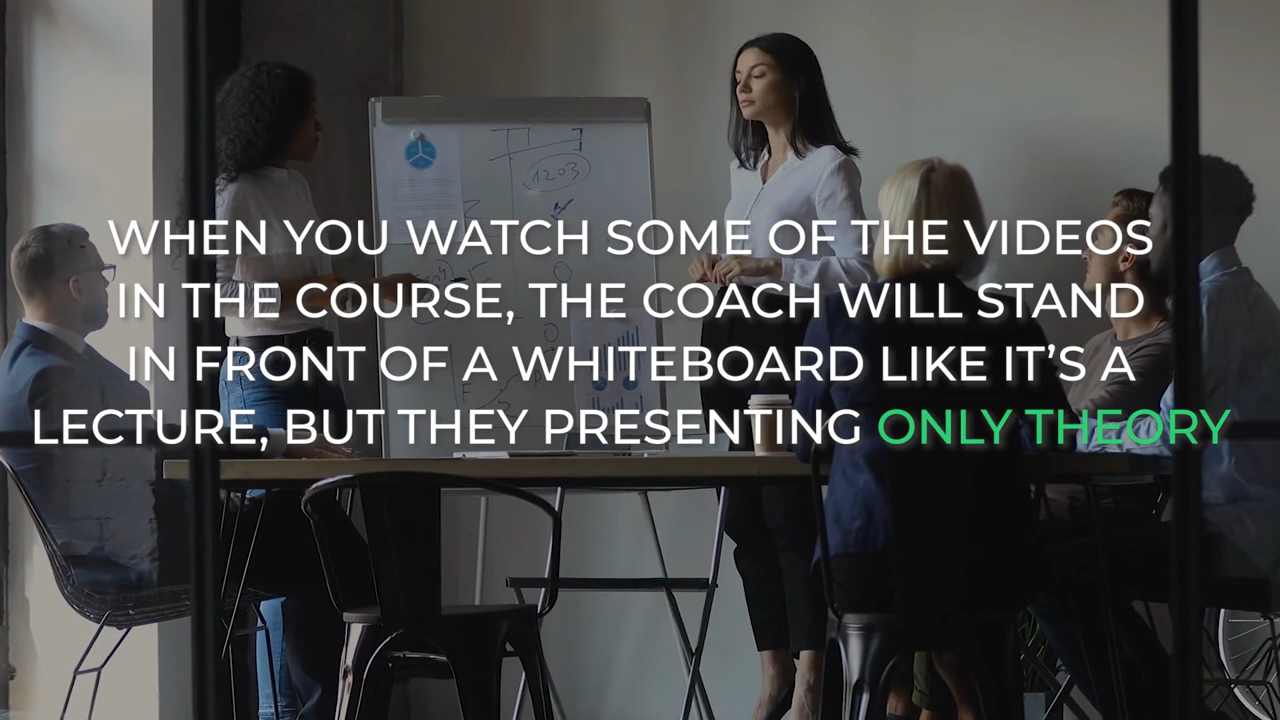 WHEN YOU WATCH SOME OF THE VIDEOS
IN THE COURSE, THE COACH WILL STAND
IN FRONT OF A WHITEBOARD LIKE IT'S A
LECTURE, BUT THEY PRESENTING ONLY THEORY
1203